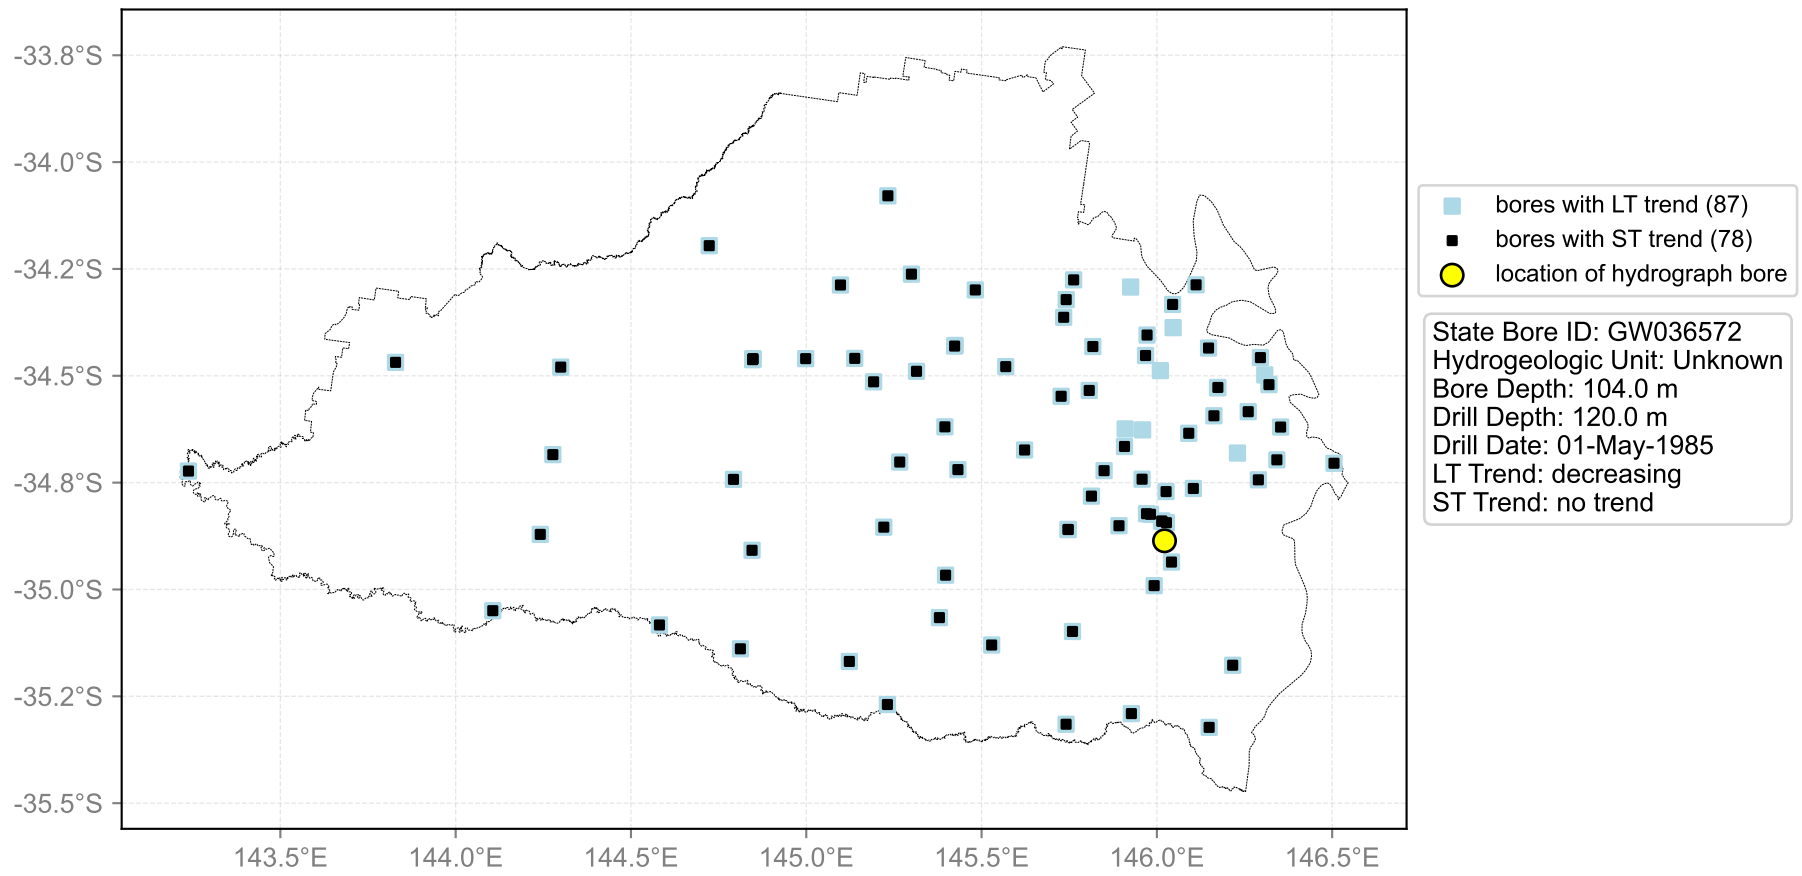 -33.8°S
-34.0°S
-34.2°S
-34.5°S
-34.8°S
-35.0°S
-35.2°S
-35.5°S
143.5°E
144.0°E
144.5°E
145.0°E
145.5°E
146.0°E
146.5°E
bores with LT trend (87)
bores with ST trend (78)
location of hydrograph bore
State Bore ID: GW036572
Hydrogeologic Unit: Unknown
Bore Depth: 104.0 m
Drill Depth: 120.0 m
Drill Date: 01-May-1985
LT Trend: decreasing
ST Trend: no trend